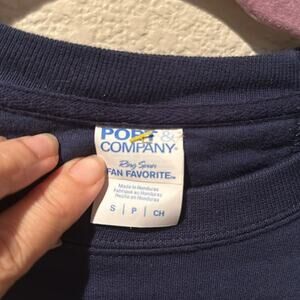 PORT &
COMPANY®
Ring Spun
FAN FAVORITE™
Made in Honduras
Fabriqué au Honduras
Hecho en Honduras
S | P | CH